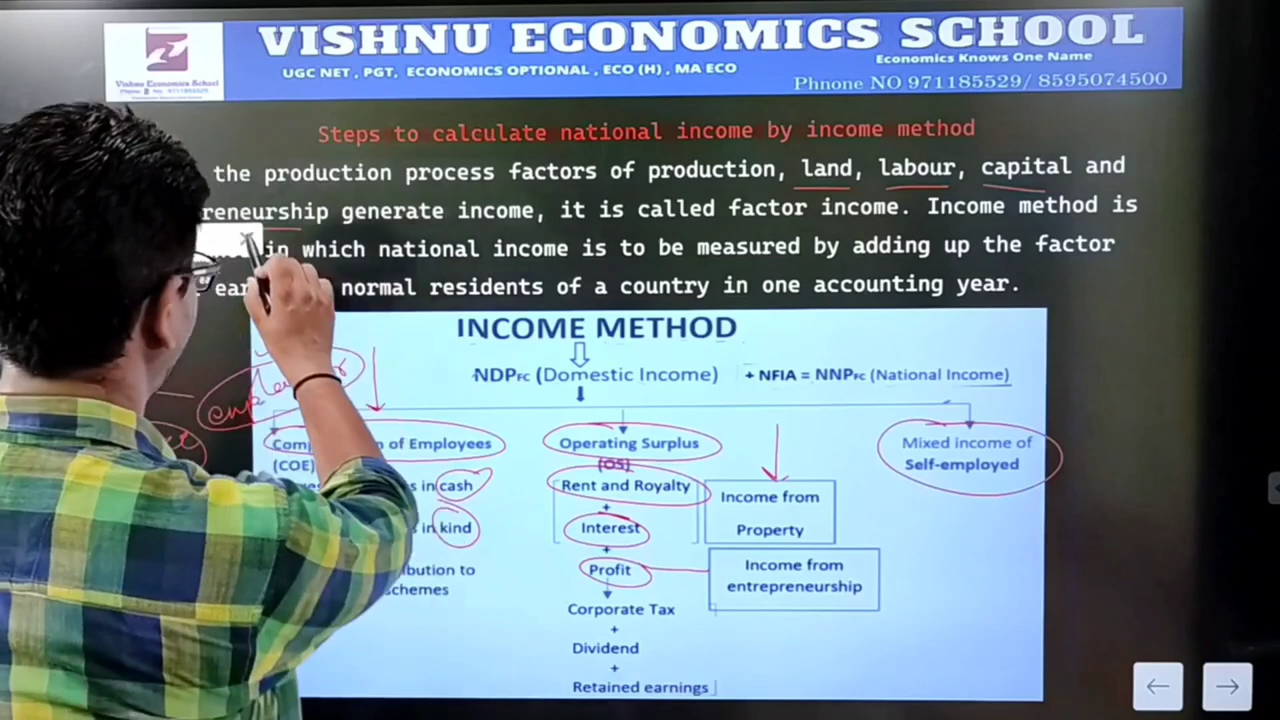 VISHNU ECONOMICS SCHOOL
Economics Knows One Name
UGC NET , PGT, ECONOMICS OPTIONAL , ECO (H) , MA ECO
Phnone NO 971185529/ 8595074500
Vishnu Economics School
Steps to calculate national income by income method
the production process factors of production, land, labour, capital and
reneurship generate income, it is called factor income. Income method is
in which national income is to be measured by adding up the factor
ear normal residents of a country in one accounting year.
INCOME METHOD
NDPFC (Domestic Income) + NFIA = NNPFC (National Income)
Comp n of Employees
(COE)
s in cash
in kind
ibution to
schemes
Operating Surplus
(OS)
Rent and Royalty
+
Interest
+
Profit
Corporate Tax
+
Dividend
+
Retained earnings
Income from
Property
Income from
entrepreneurship
Mixed income of
Self-employed